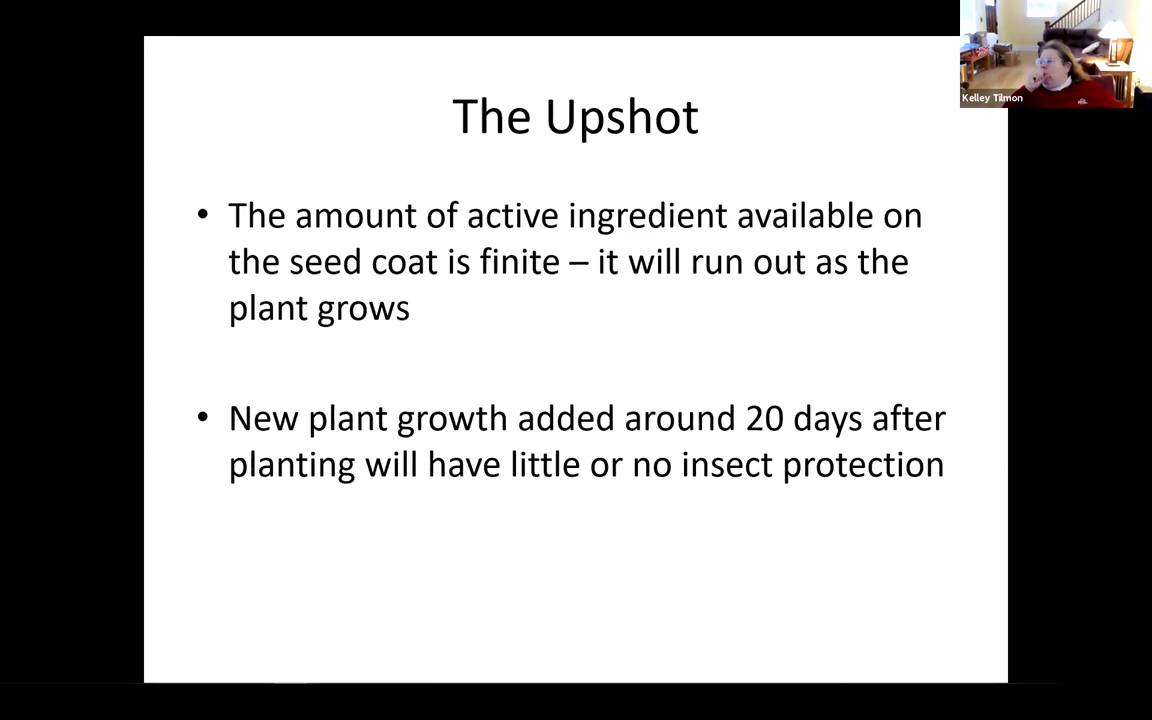 The Upshot
• The amount of active ingredient available on
the seed coat is finite – it will run out as the
plant grows
• New plant growth added around 20 days after
planting will have little or no insect protection
Kelley Tilmon